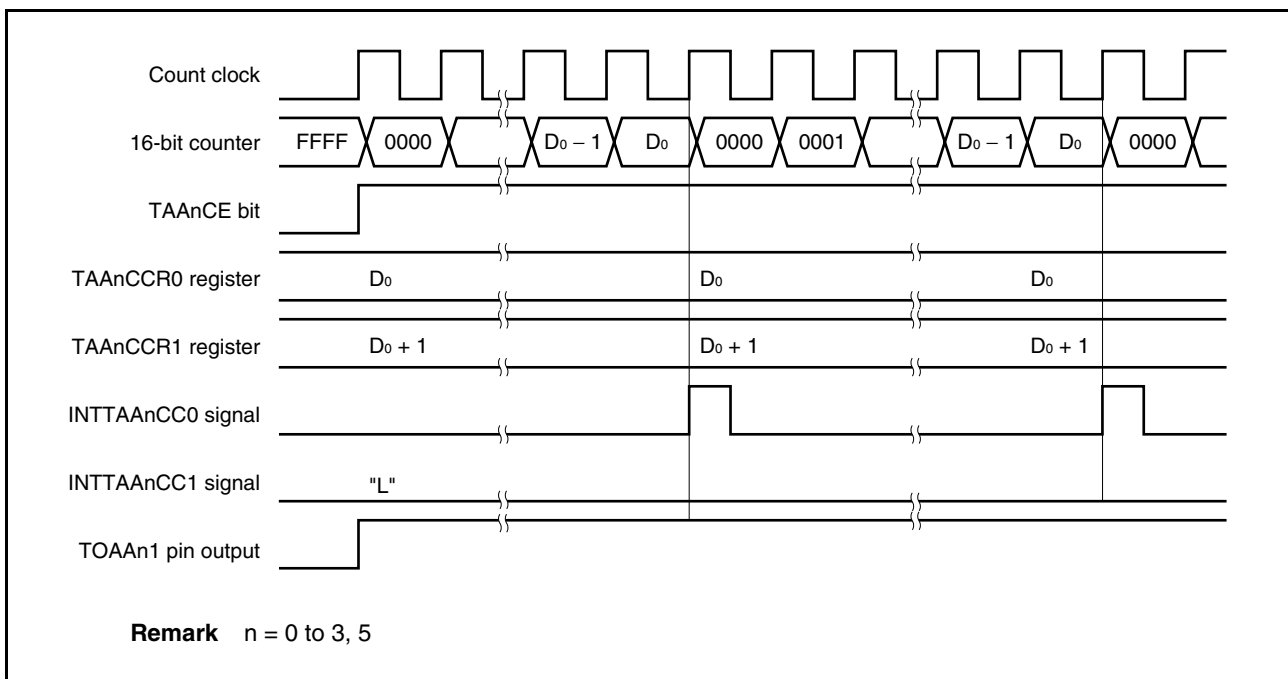 Count clock
16-bit counter FFFF 0000 D₀ − 1 D₀ 0000 0001 D₀ − 1 D₀ 0000
TAAnCE bit
TAAnCCR0 register D₀ D₀ D₀
TAAnCCR1 register D₀ + 1 D₀ + 1 D₀ + 1
INTTAAnCC0 signal
INTTAAnCC1 signal "L"
TOAAn1 pin output
Remark n = 0 to 3, 5